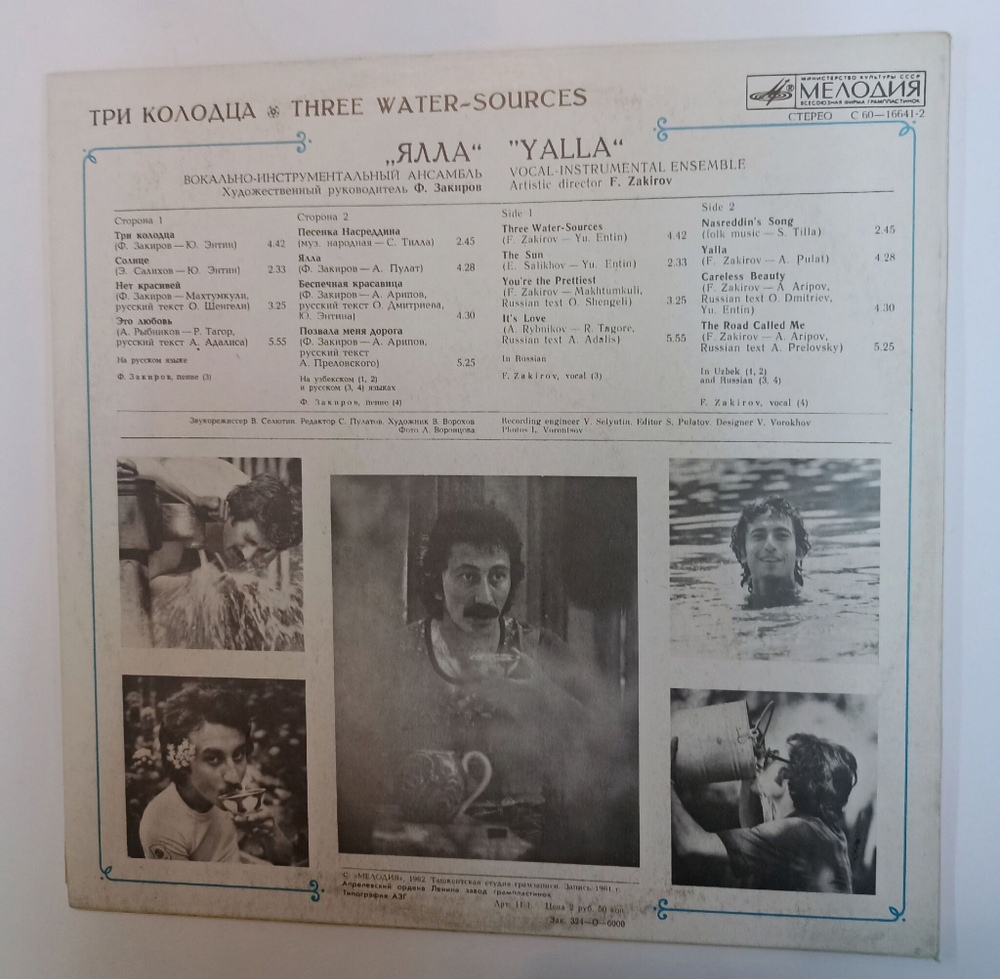 ТРИ КОЛОДЦА ❀ THREE WATER-SOURCES
МИНИСТЕРСТВО КУЛЬТУРЫ СССР
МЕЛОДИЯ
ВСЕСОЮЗНАЯ ФИРМА ГРАМПЛАСТИНОК
СТЕРЕО С 60—16641-2
„ЯЛЛА“
ВОКАЛЬНО-ИНСТРУМЕНТАЛЬНЫЙ АНСАМБЛЬ
Художественный руководитель Ф. Закиров
"YALLA"
VOCAL-INSTRUMENTAL ENSEMBLE
Artistic director F. Zakirov
Сторона 1
Три колодца
(Ф. Закиров — Ю. Энтин) 4.42
Солнце
(Э. Салихов — Ю. Энтин) 2.33
Нет красивей
(Ф. Закиров — Махтумкули,
русский текст О. Шенгели) 3.25
Это любовь
(А. Рыбников — Р. Тагор,
русский текст А. Адалиса) 5.55
На русском языке
Ф. Закиров, пение (3)
Сторона 2
Песенка Насреддина
(муз. народная — С. Тилла) 2.45
Ялла
(Ф. Закиров — А. Пулат) 4.28
Беспечная красавица
(Ф. Закиров — А. Арипов,
русский текст О. Дмитриева,
Ю. Энтина) 4.30
Позвала меня дорога
(Ф. Закиров — А. Арипов,
русский текст
А. Преловского) 5.25
На узбекском (1, 2)
и русском (3, 4) языках
Ф. Закиров, пение (4)
Side 1
Three Water-Sources
(F. Zakirov — Yu. Entin) 4.42
The Sun
(E. Salikhov — Yu. Entin) 2.33
You're the Prettiest
(F. Zakirov — Makhtumkuli,
Russian text O. Shengeli) 3.25
It's Love
(A. Rybnikov — R. Tagore,
Russian text A. Adalis) 5.55
In Russian
F. Zakirov, vocal (3)
Side 2
Nasreddin's Song
(folk music — S. Tilla) 2.45
Yalla
(F. Zakirov — A. Pulat) 4.28
Careless Beauty
(F. Zakirov — A. Aripov,
Russian text O. Dmitriev,
Yu. Entin) 4.30
The Road Called Me
(F. Zakirov — A. Aripov,
Russian text A. Prelovsky) 5.25
In Uzbek (1, 2)
and Russian (3, 4)
F. Zakirov, vocal (4)
Звукорежиссер В. Селютин. Редактор С. Пулатов. Художник В. Ворохов
Фото Л. Воронцова
Recording engineer V. Selyutin. Editor S. Pulatov. Designer V. Vorokhov
Photos L. Vorontsov
© «МЕЛОДИЯ», 1982 Ташкентская студия грамзаписи. Запись 1981 г.
Апрелевский ордена Ленина завод грампластинок
Типография АЗГ
Арт. 11-1. Цена 2 руб. 50 коп.
Зак. 324—О—6000